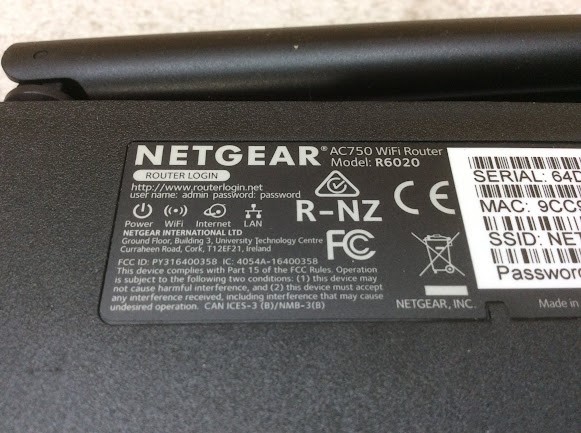 NETGEAR® AC750 WiFi Router
Model: R6020
ROUTER LOGIN
http://www.routerlogin.net
user name: admin password: password
Power WiFi Internet LAN
R-NZ
CE
FC
NETGEAR INTERNATIONAL LTD
Ground Floor, Building 3, University Technology Centre
Curraheen Road, Cork, T12EF21, Ireland
FCC ID: PY316400358 IC: 4054A-16400358
This device complies with Part 15 of the FCC Rules. Operation
is subject to the following two conditions: (1) this device may
not cause harmful interference, and (2) this device must accept
any interference received, including interference that may cause
undesired operation. CAN ICES-3 (B)/NMB-3(B)
NETGEAR, INC.
Made in
SERIAL: 64D
MAC: 9CC9
SSID: NET
Password